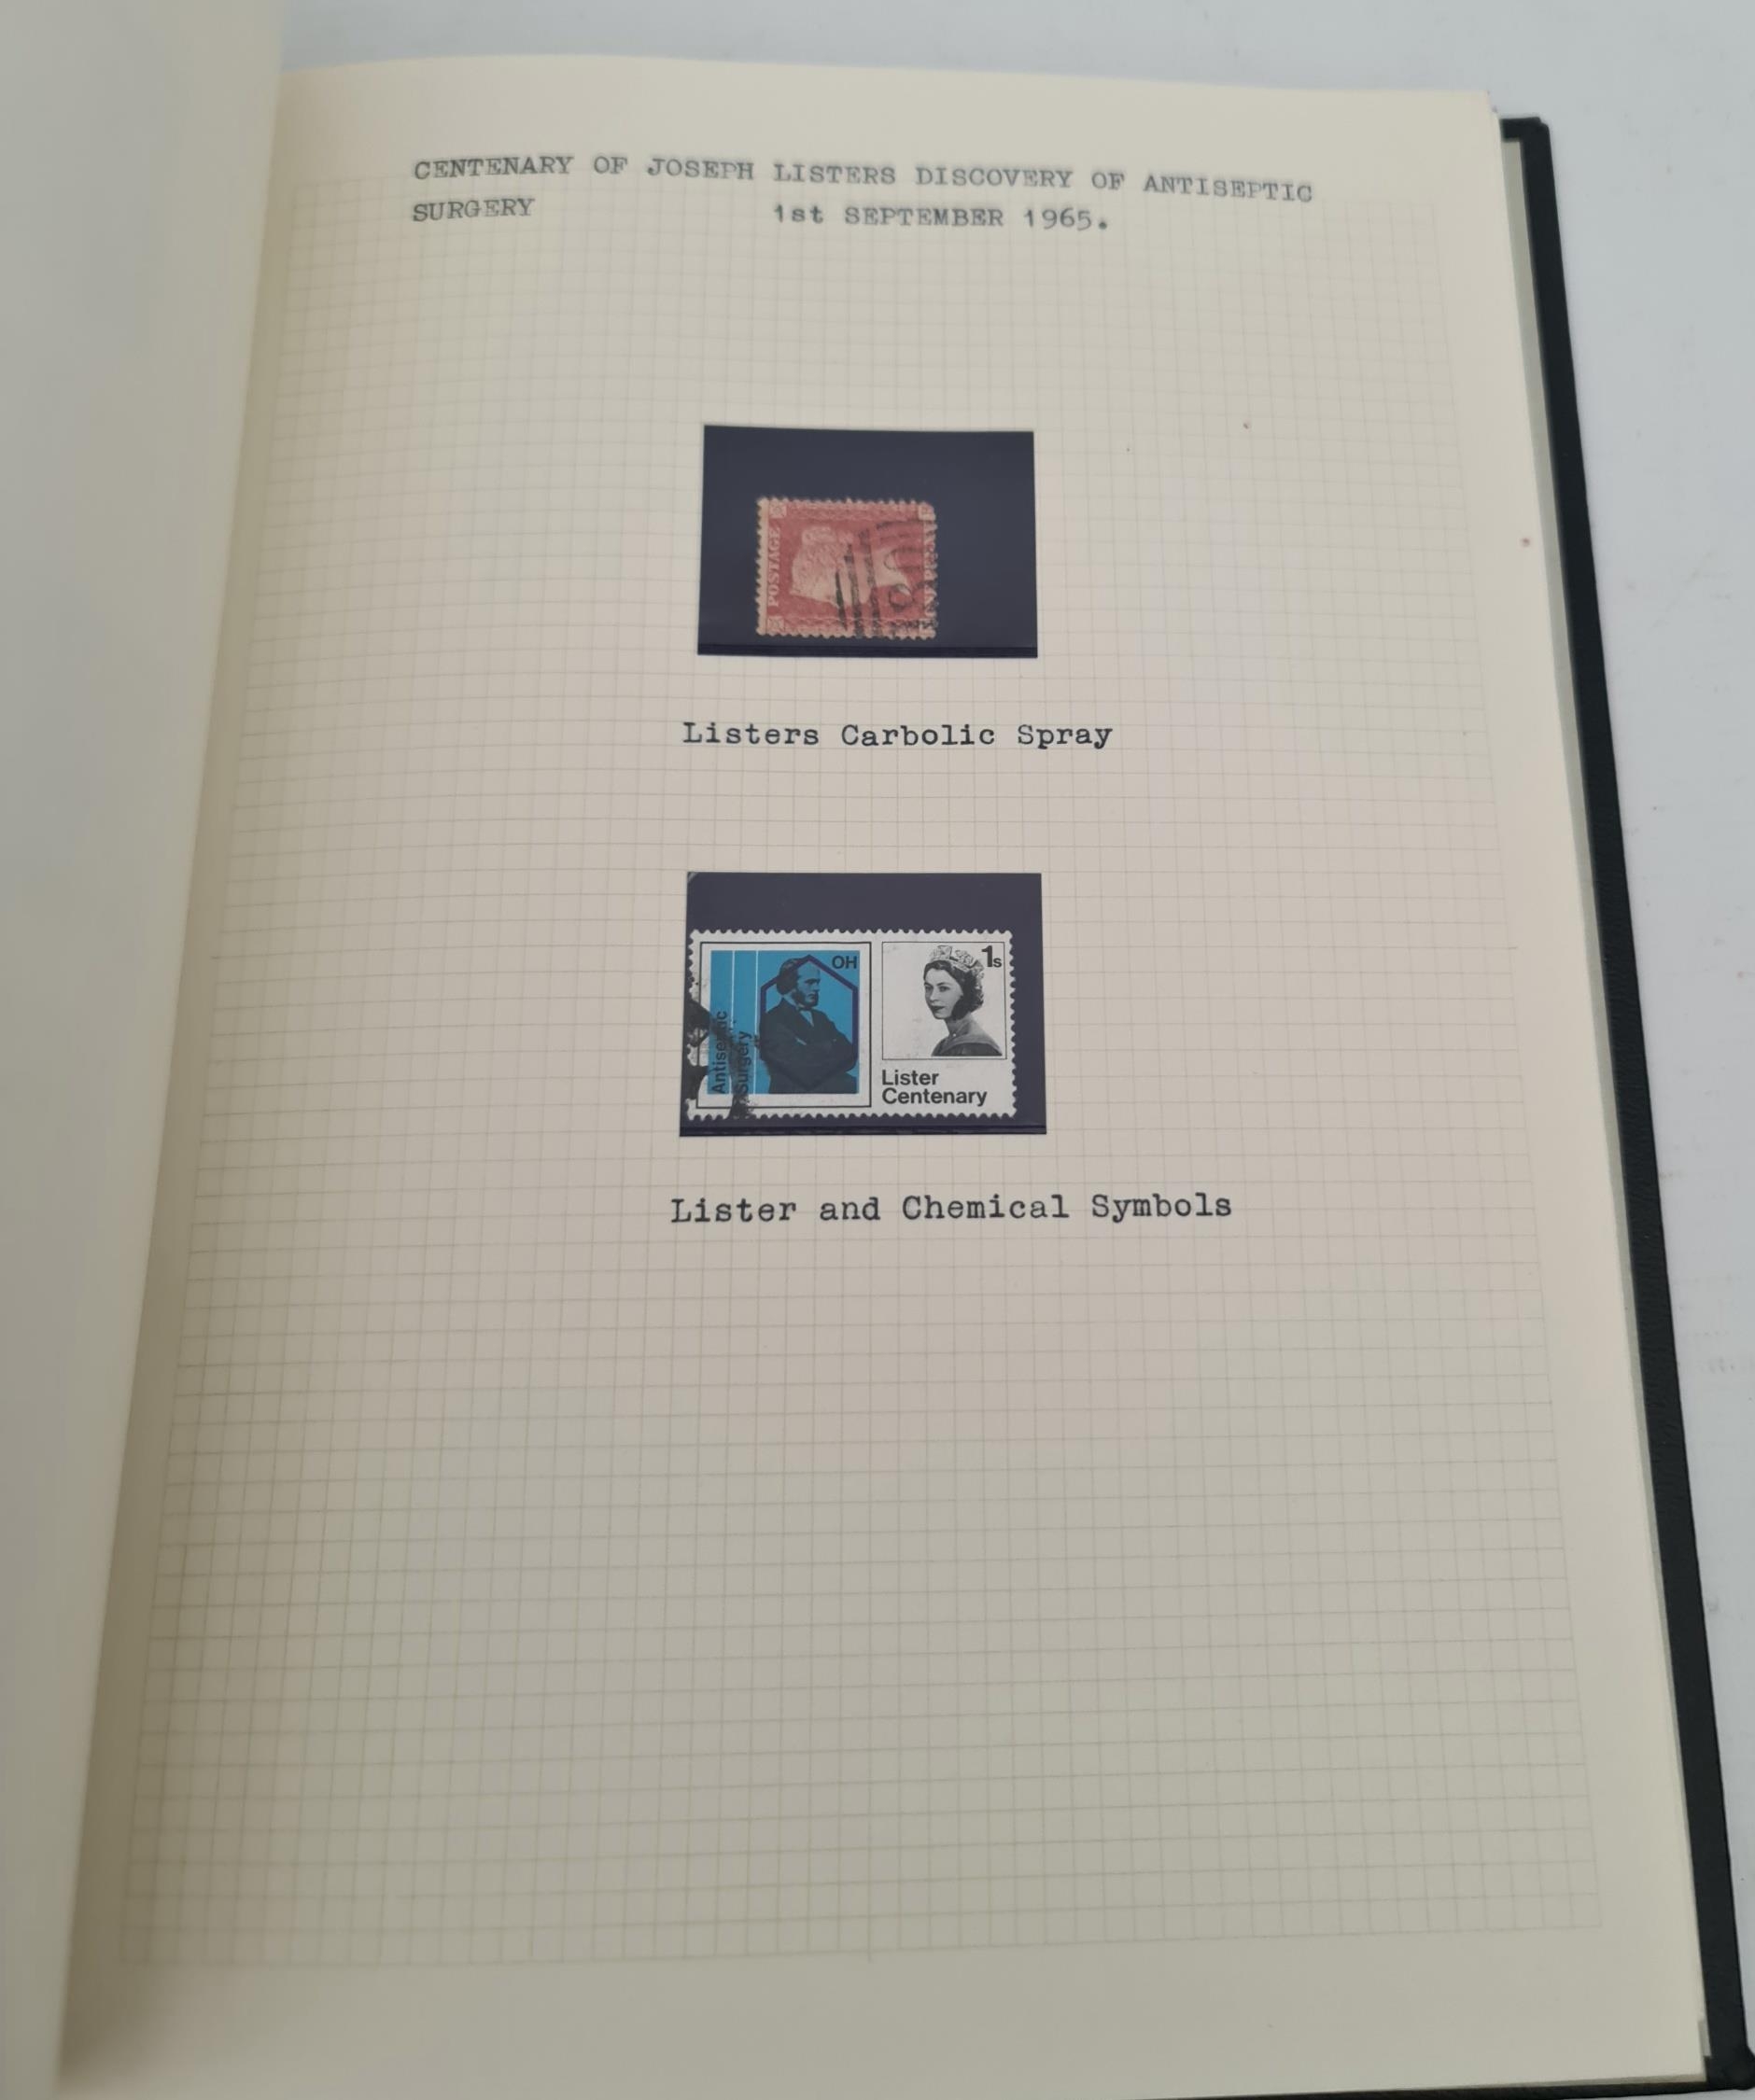 CENTENARY OF JOSEPH LISTERS DISCOVERY OF ANTISEPTIC
SURGERY 1st SEPTEMBER 1965.
POSTAGE
Listers Carbolic Spray
Antiseptic
Surgery
OH
1s
Lister
Centenary
Lister and Chemical Symbols